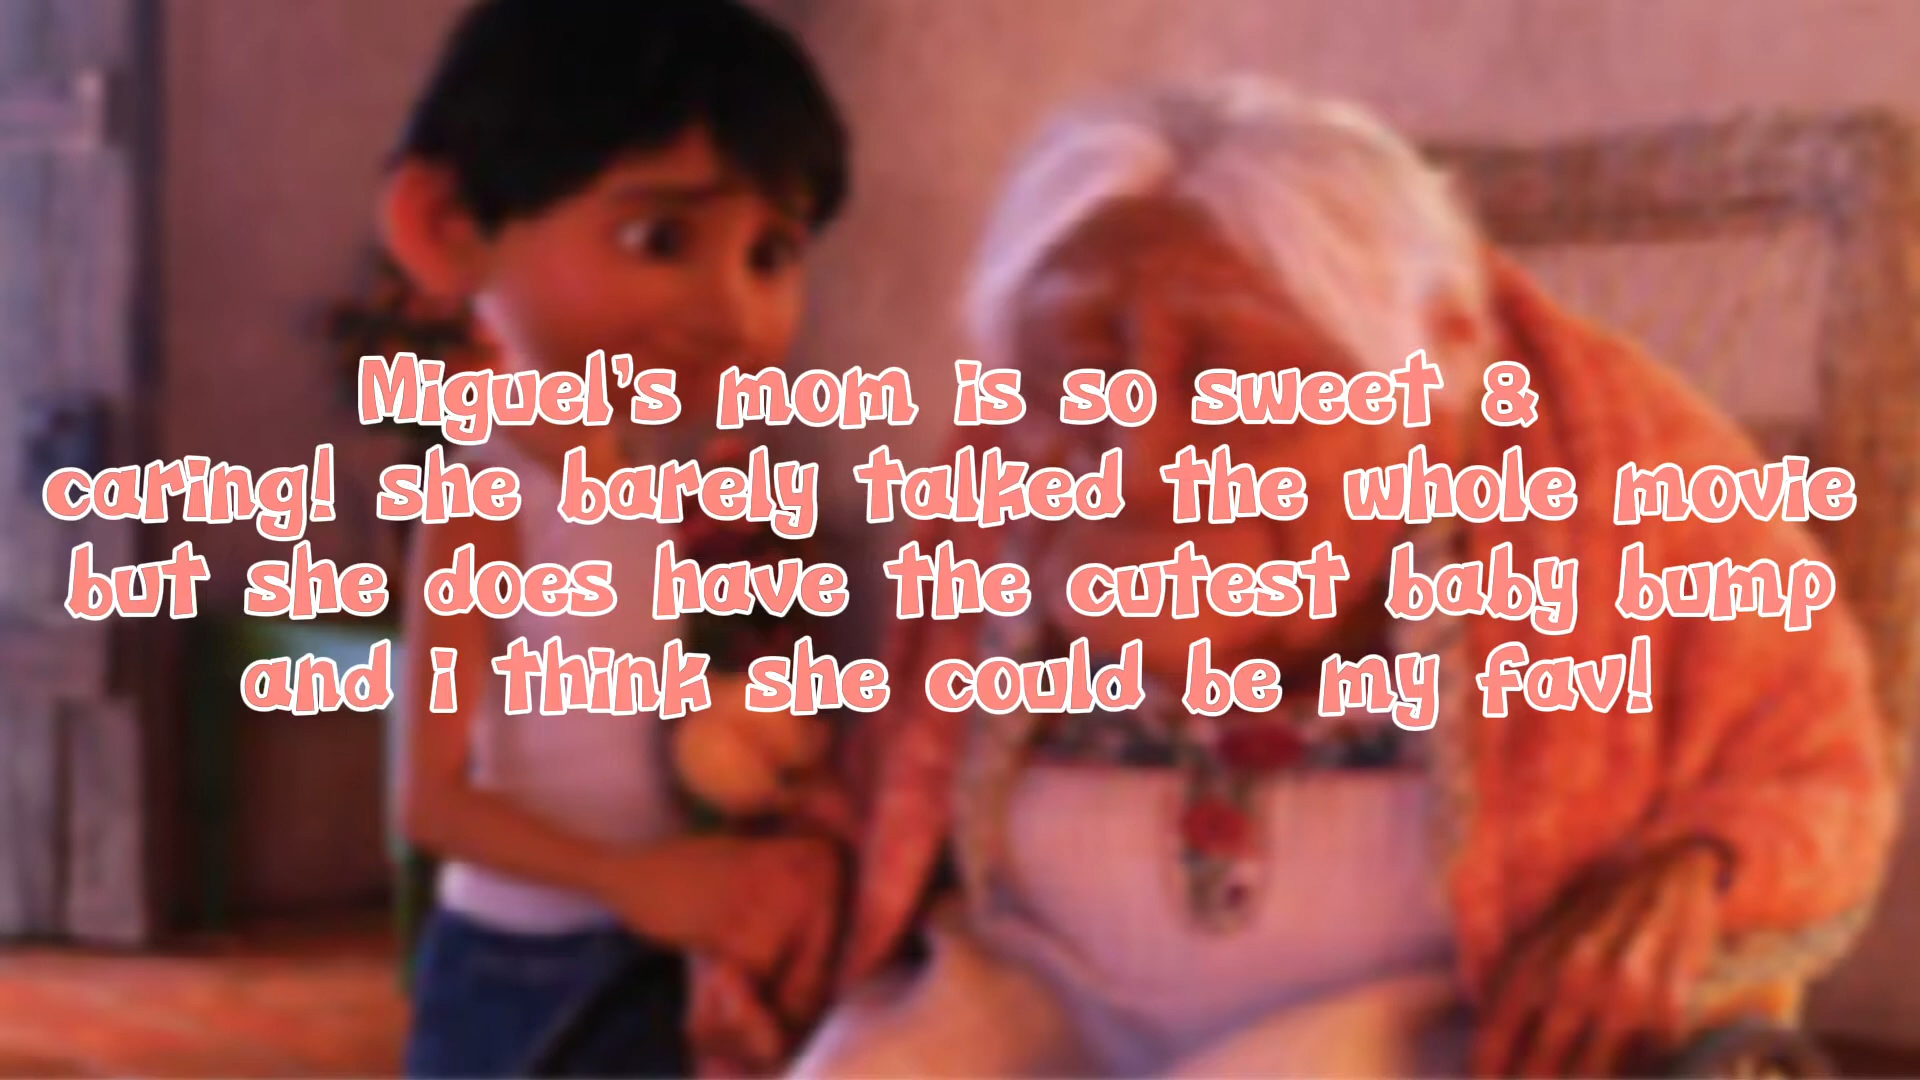 Miguel's mom is so sweet &
caring! she barely talked the whole movie
but she does have the cutest baby bump
and i think she could be my fav!